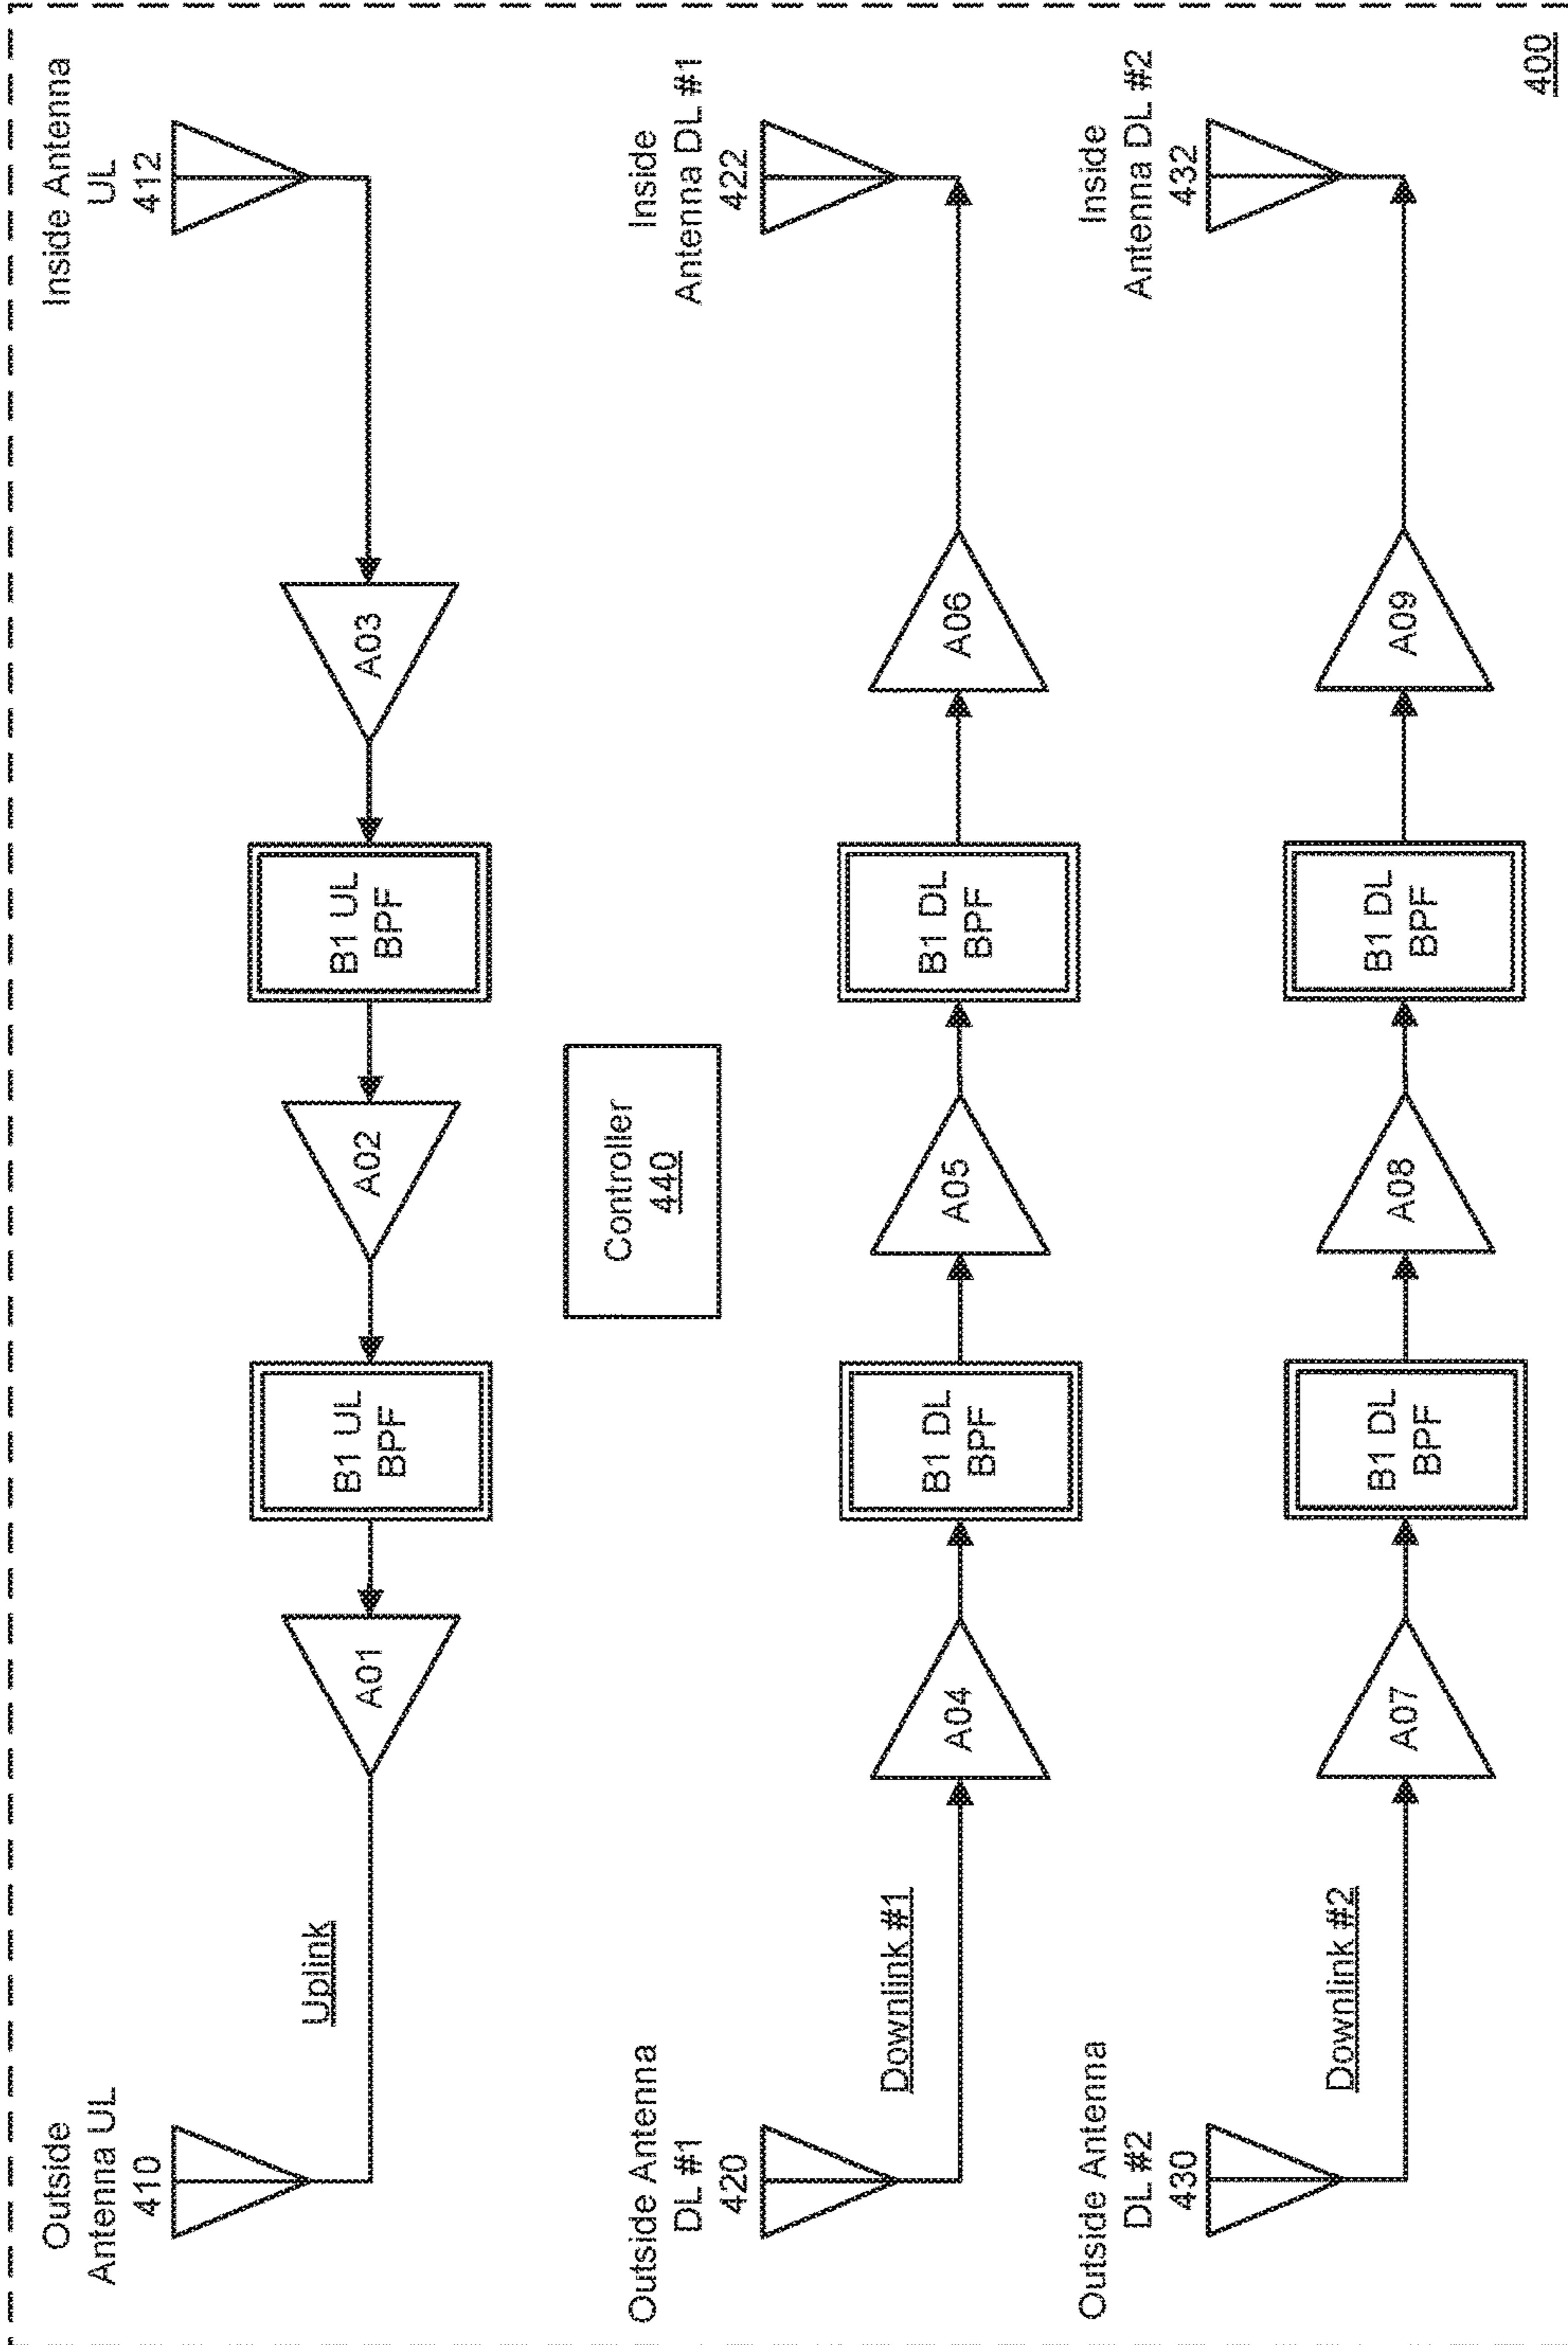 Outside
Antenna UL
410
Uplink
A01
B1 UL
BPF
A02
B1 UL
BPF
A03
Inside Antenna
UL
412
Controller
440
Outside Antenna
DL #1
420
Downlink #1
A04
B1 DL
BPF
A05
B1 DL
BPF
A06
Inside
Antenna DL #1
422
Outside Antenna
DL #2
430
Downlink #2
A07
B1 DL
BPF
A08
B1 DL
BPF
A09
Inside
Antenna DL #2
432
400